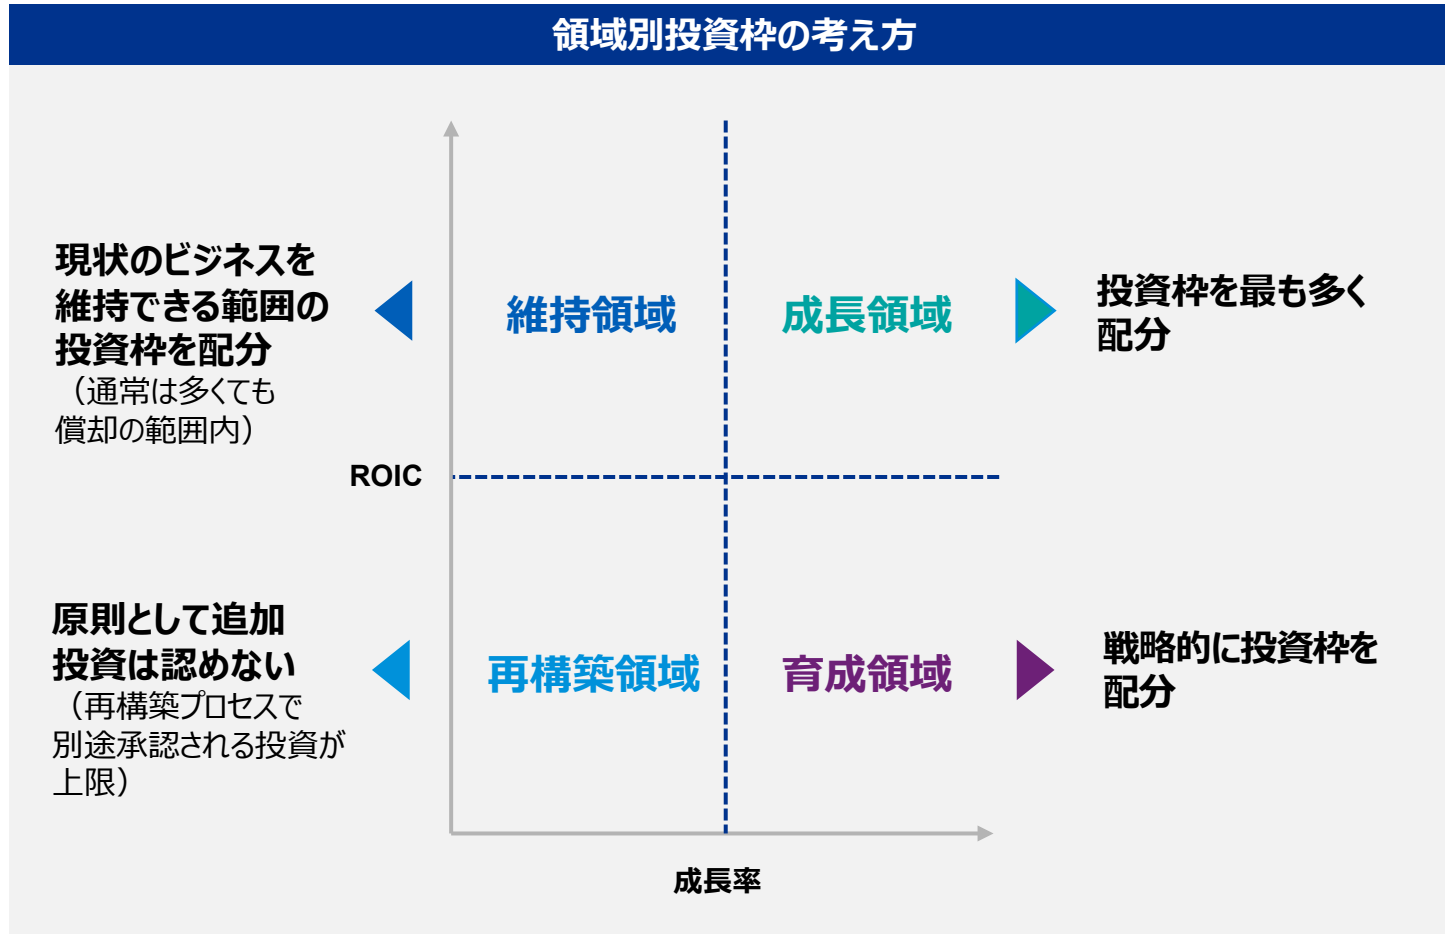 領域別投資枠の考え方
現状のビジネスを
維持できる範囲の
投資枠を配分
（通常は多くても
償却の範囲内）
維持領域
成長領域
投資枠を最も多く
配分
ROIC
原則として追加
投資は認めない
（再構築プロセスで
別途承認される投資が
上限）
再構築領域
育成領域
戦略的に投資枠を
配分
成長率